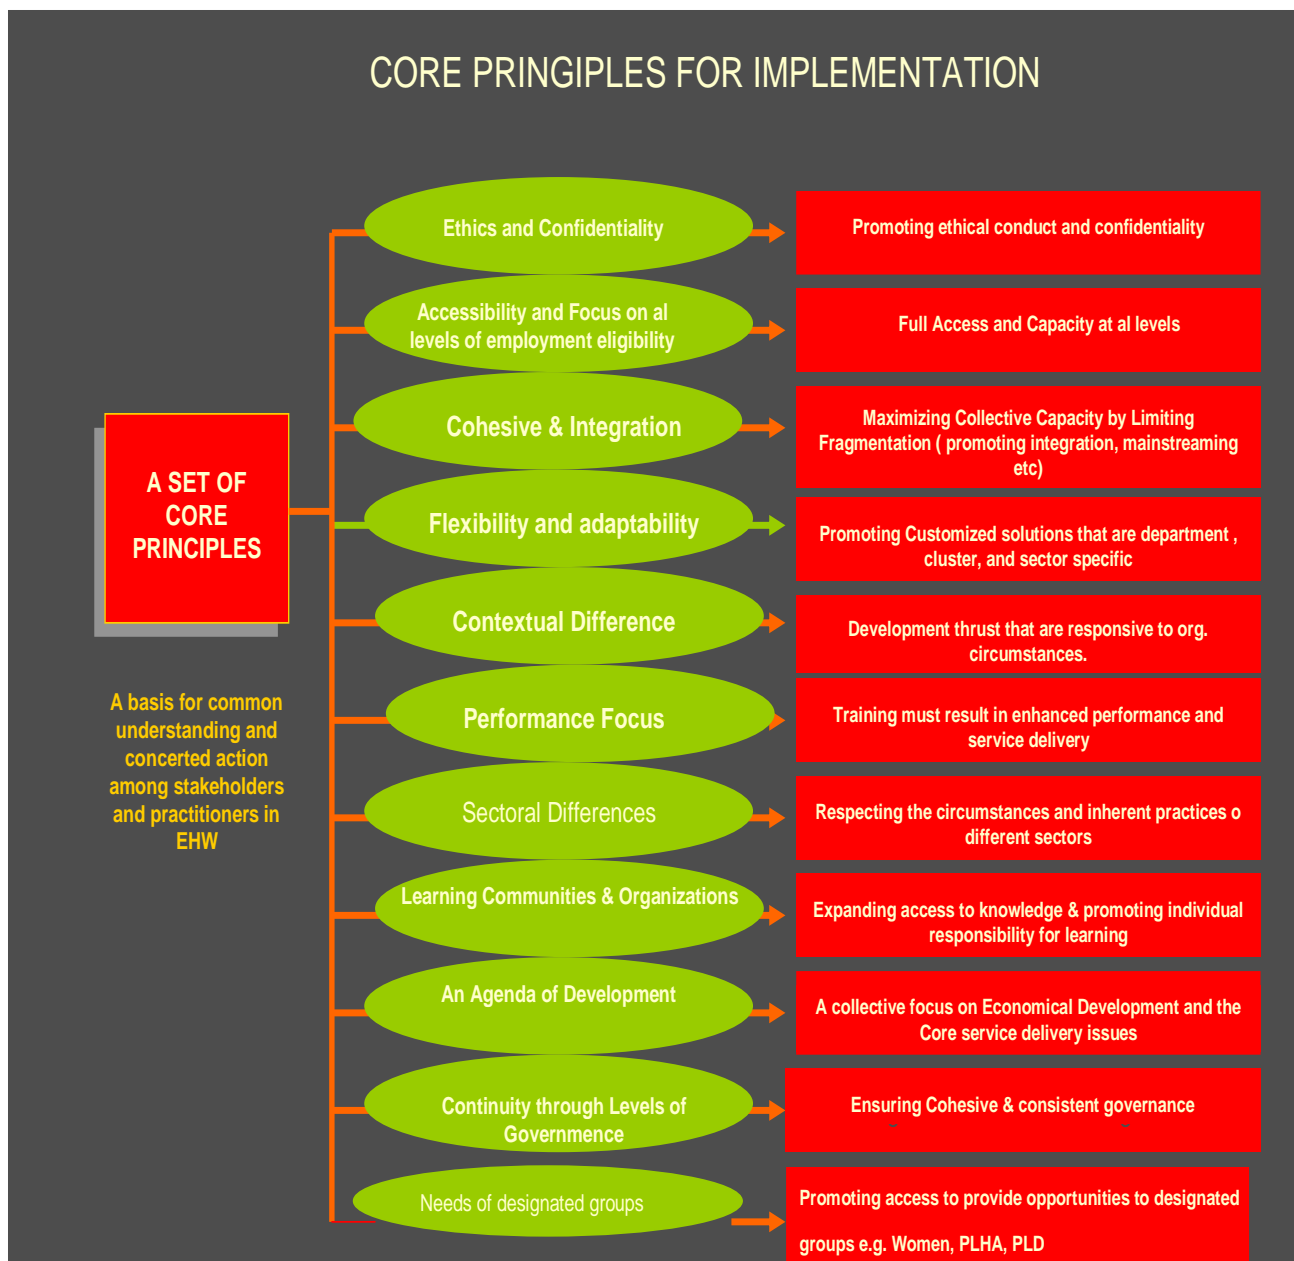 CORE PRINGIPLES FOR IMPLEMENTATION
A SET OF
CORE
PRINCIPLES
A basis for common
understanding and
concerted action
among stakeholders
and practitioners in
EHW
Ethics and Confidentiality
Promoting ethical conduct and confidentiality
Accessibility and Focus on al
levels of employment eligibility
Full Access and Capacity at al levels
Cohesive & Integration
Maximizing Collective Capacity by Limiting
Fragmentation ( promoting integration, mainstreaming
etc)
Flexibility and adaptability
Promoting Customized solutions that are department ,
cluster, and sector specific
Contextual Difference
Development thrust that are responsive to org.
circumstances.
Performance Focus
Training must result in enhanced performance and
service delivery
Sectoral Differences
Respecting the circumstances and inherent practices o
different sectors
Learning Communities & Organizations
Expanding access to knowledge & promoting individual
responsibility for learning
An Agenda of Development
A collective focus on Economical Development and the
Core service delivery issues
Continuity through Levels of
Governmence
Ensuring Cohesive & consistent governance
Needs of designated groups
Promoting access to provide opportunities to designated
groups e.g. Women, PLHA, PLD